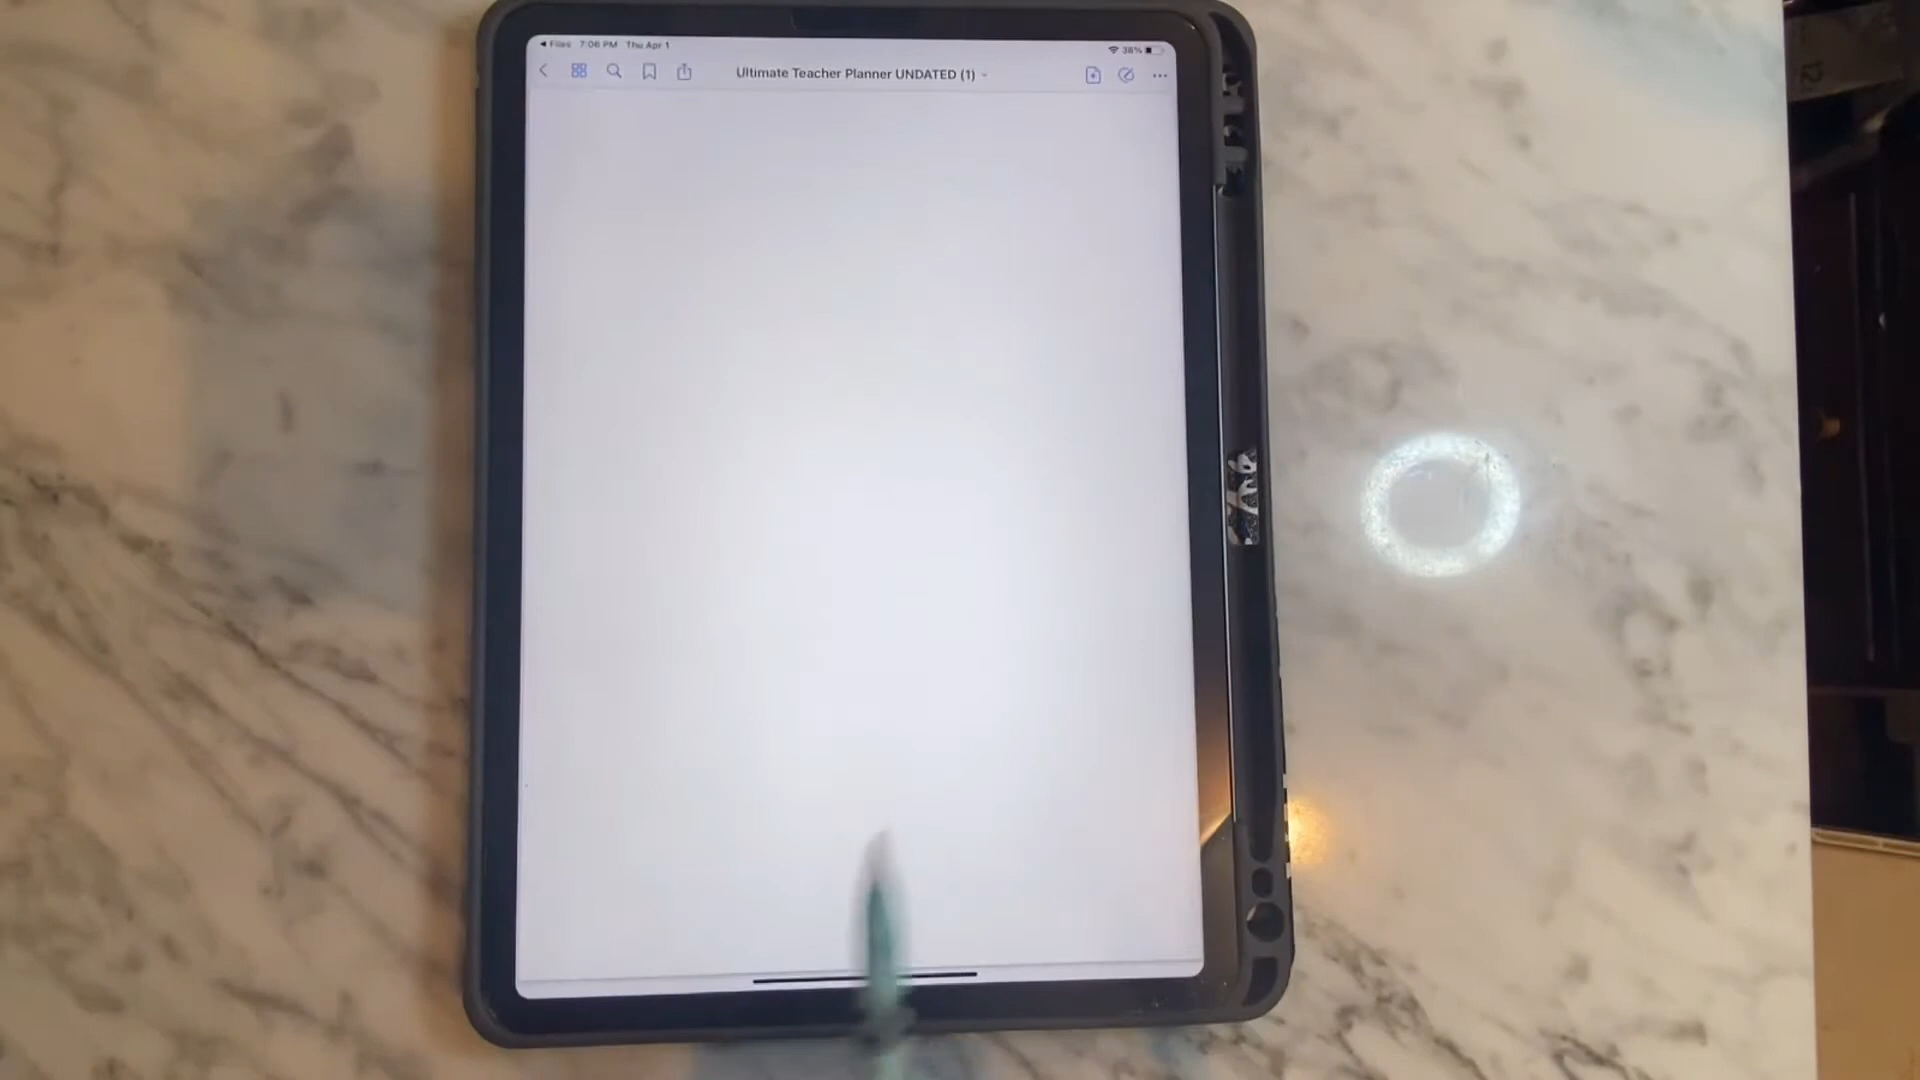 Files 7:06 PM Thu Apr 1
38%
Ultimate Teacher Planner UNDATED (1)